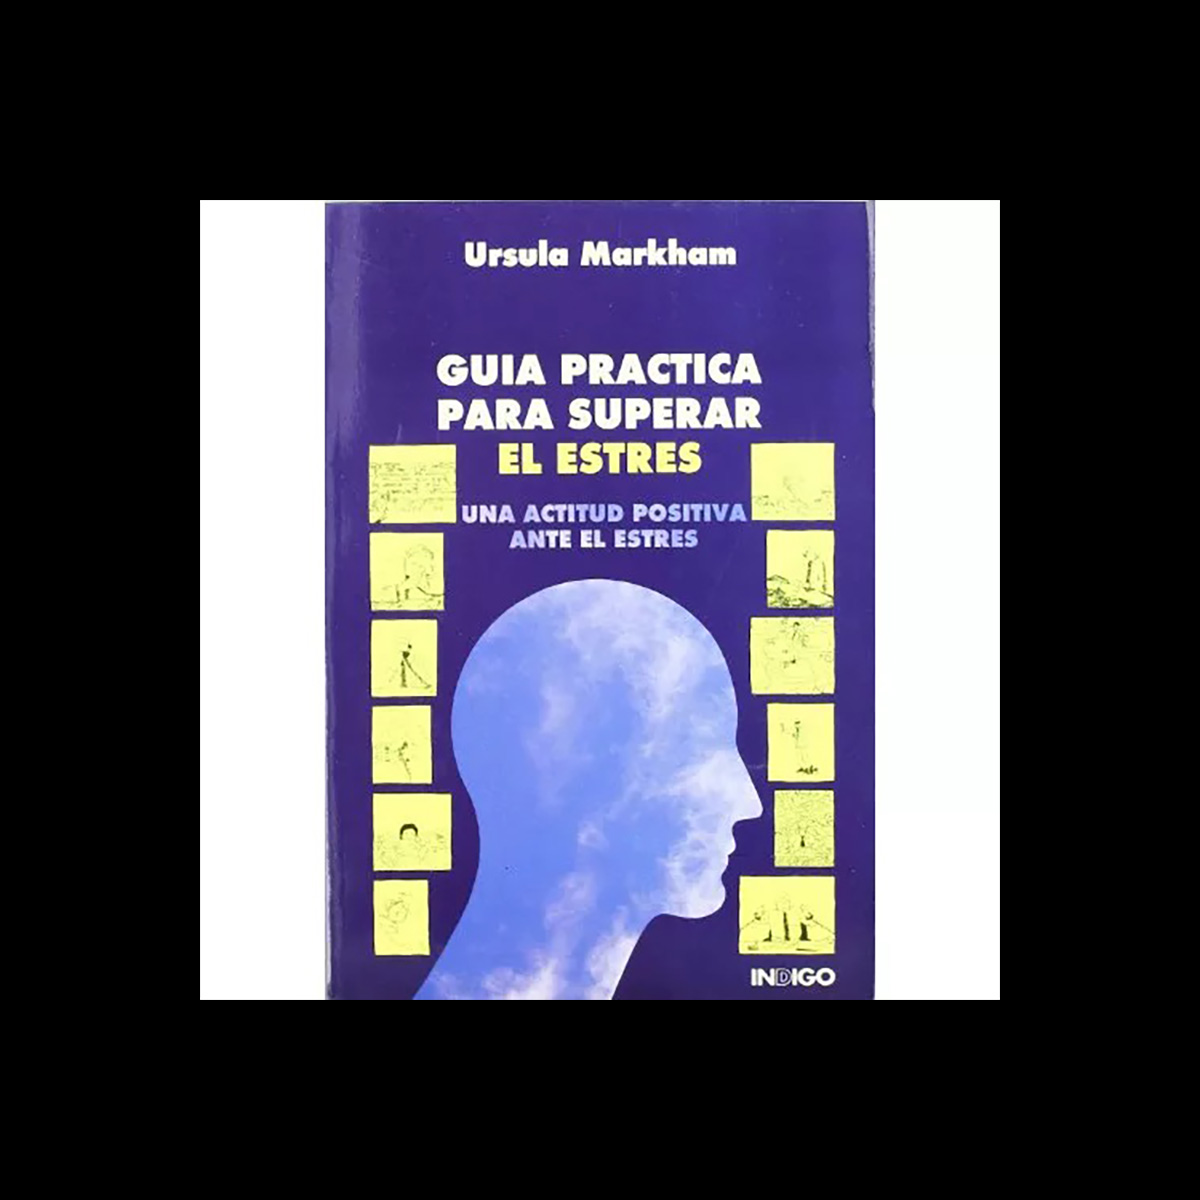 Ursula Markham
GUIA PRACTICA
PARA SUPERAR
EL ESTRES
UNA ACTITUD POSITIVA
ANTE EL ESTRES
INDIGO